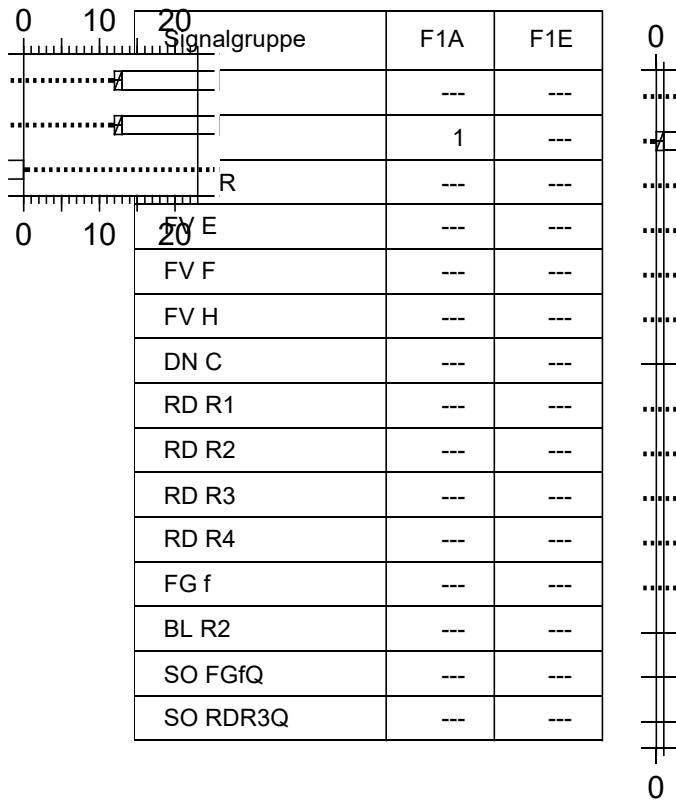 0 10 20
Signalgruppe F1A F1E
0
--- ---
1 ---
R --- ---
0 10 20
FV E --- ---
FV F --- ---
FV H --- ---
DN C --- ---
RD R1 --- ---
RD R2 --- ---
RD R3 --- ---
RD R4 --- ---
FG f --- ---
BL R2 --- ---
SO FGfQ --- ---
SO RDR3Q --- ---
0